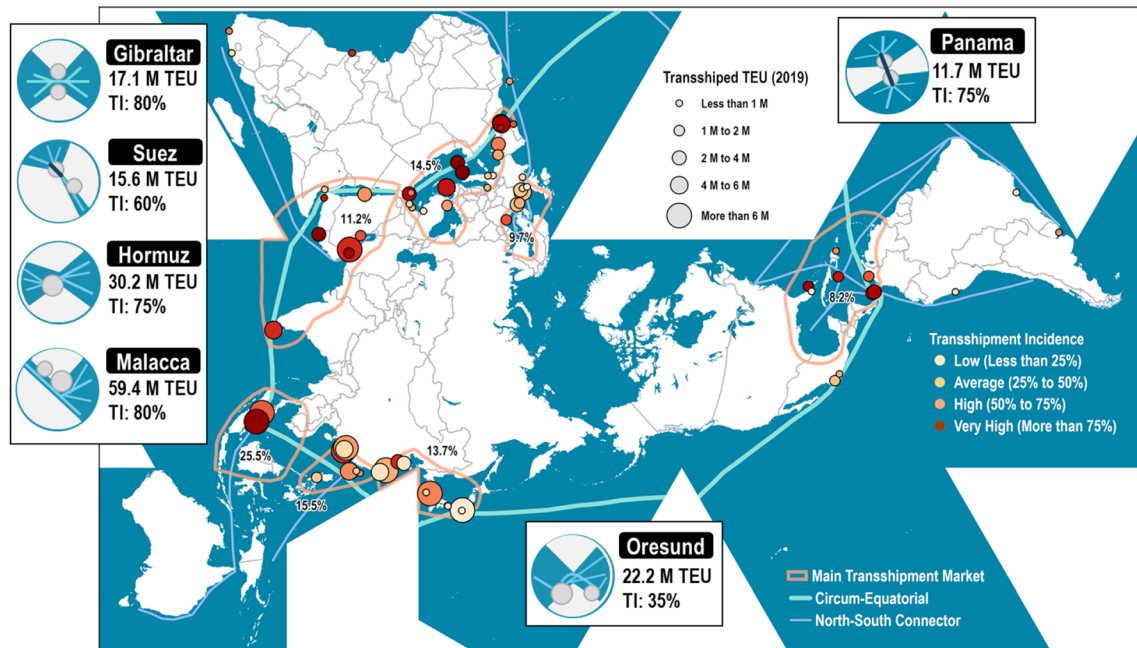 Gibraltar
17.1 M TEU
TI: 80%
Suez
15.6 M TEU
TI: 60%
Hormuz
30.2 M TEU
TI: 75%
Malacca
59.4 M TEU
TI: 80%
Panama
11.7 M TEU
TI: 75%
Transshiped TEU (2019)
Less than 1 M
1 M to 2 M
2 M to 4 M
4 M to 6 M
More than 6 M
14.5%
11.2%
9.7%
8.2%
13.7%
25.5%
15.5%
Transshipment Incidence
Low (Less than 25%)
Average (25% to 50%)
High (50% to 75%)
Very High (More than 75%)
Oresund
22.2 M TEU
TI: 35%
Main Transshipment Market
Circum-Equatorial
North-South Connector